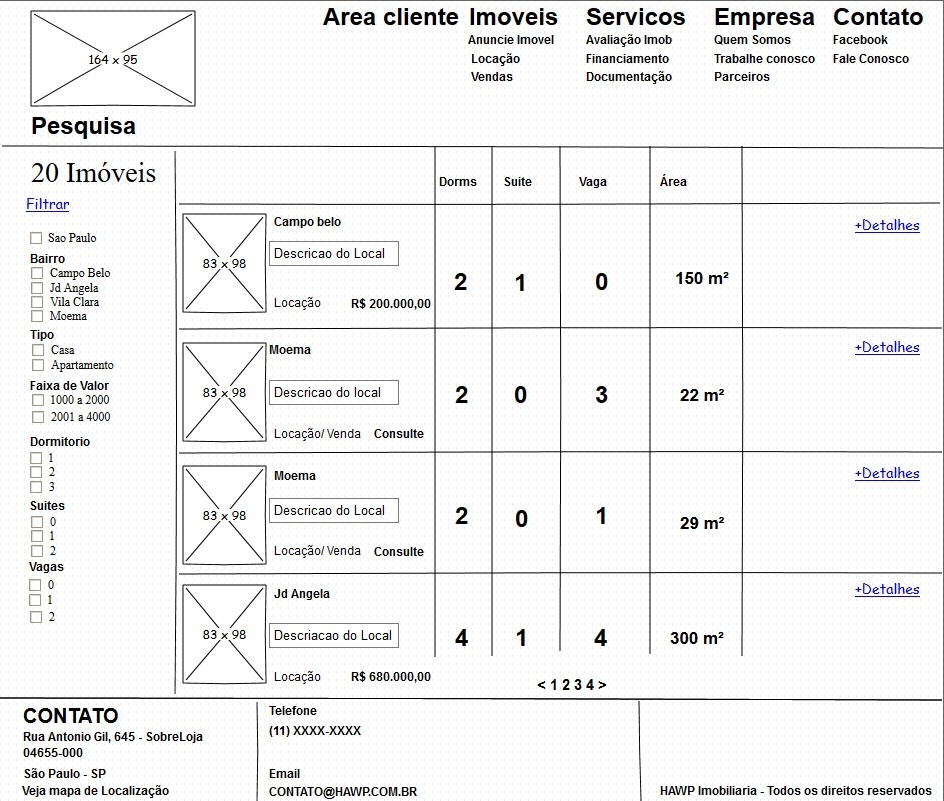 164 x 95
Area cliente Imoveis Servicos Empresa Contato
Anuncie Imovel Avaliação Imob Quem Somos Facebook
Locação Financiamento Trabalhe conosco Fale Conosco
Vendas Documentação Parceiros
Pesquisa
20 Imóveis
Filtrar
Sao Paulo
Bairro
Campo Belo
Jd Angela
Vila Clara
Moema
Tipo
Casa
Apartamento
Faixa de Valor
1000 a 2000
2001 a 4000
Dormitorio
1
2
3
Suites
0
1
2
Vagas
0
1
2
Dorms Suite Vaga Área
83 x 98
Campo belo
Descricao do Local
Locação R$ 200.000,00
2 1 0 150 m²
+Detalhes
83 x 98
Moema
Descricao do local
Locação/ Venda Consulte
2 0 3 22 m²
+Detalhes
83 x 98
Moema
Descricao do Local
Locação/ Venda Consulte
2 0 1 29 m²
+Detalhes
83 x 98
Jd Angela
Descriacao do Local
Locação R$ 680.000,00
4 1 4 300 m²
+Detalhes
< 1 2 3 4 >
CONTATO
Rua Antonio Gil, 645 - SobreLoja
04655-000
São Paulo - SP
Veja mapa de Localização
Telefone
(11) XXXX-XXXX
Email
CONTATO@HAWP.COM.BR
HAWP Imobiliaria - Todos os direitos reservados